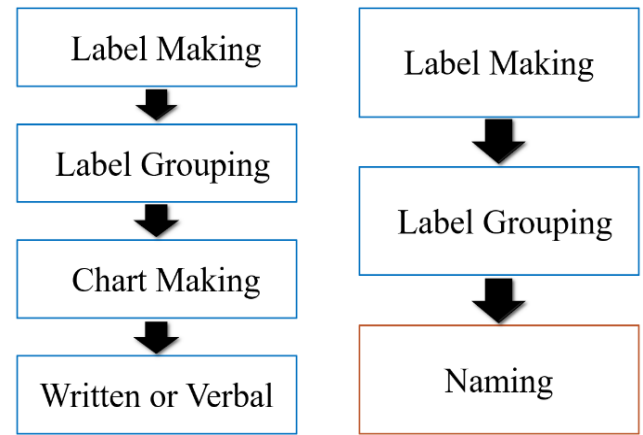 Label Making
Label Grouping
Chart Making
Written or Verbal
Label Making
Label Grouping
Naming